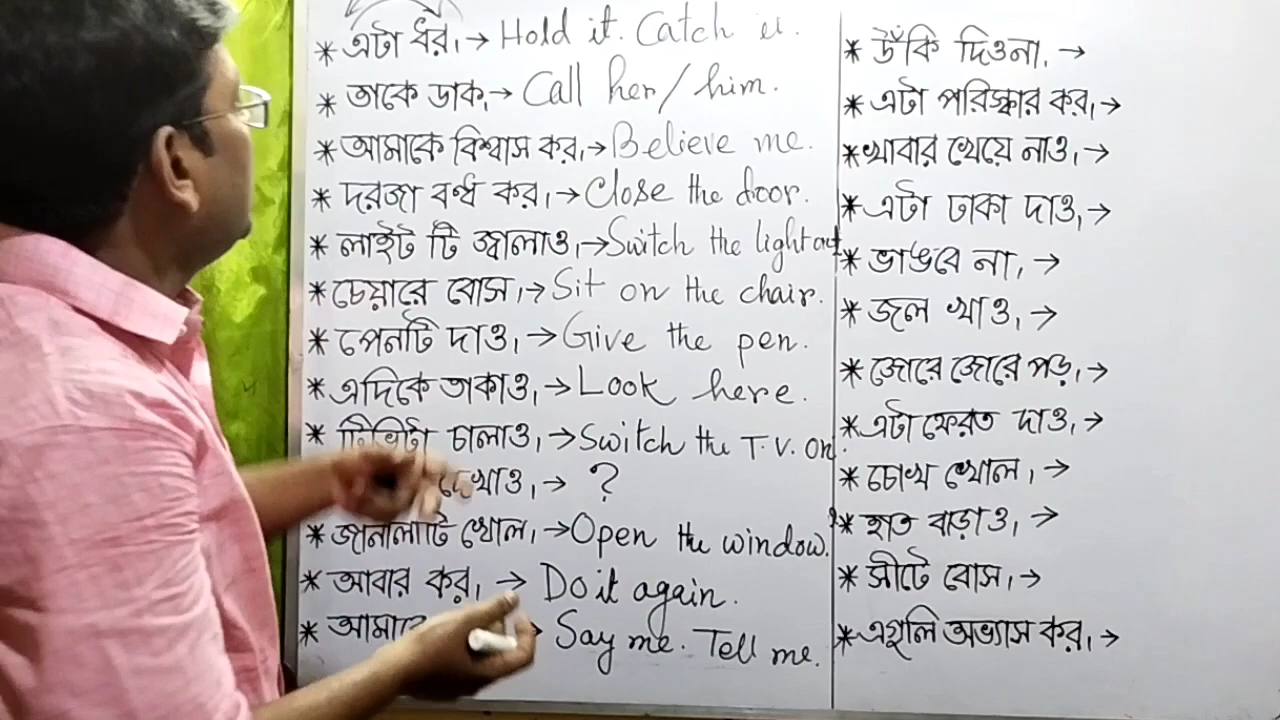 * এটা ধর। → Hold it. Catch it.
* তাকে ডাক। → Call her / him.
* আমাকে বিশ্বাস কর। → Believe me.
* দরজা বন্ধ কর। → Close the door.
* লাইট টি জ্বালাও। → Switch the light out
* চেয়ারে বোস। → Sit on the chair.
* পেনটি দাও। → Give the pen.
* এদিকে তাকাও। → Look here.
* টিভিটা চালাও। → Switch the T.V. on.
দেখাও। → ?
* জানালাটি খোল। → Open the window.
* আবার কর। → Do it again.
* → Say me. Tell me.
* উঁকি দিওনা। →
* এটা পরিস্কার কর। →
* খাবার খেয়ে নাও। →
* এটা ঢাকা দাও। →
* ভাঙবে না। →
* জল খাও। →
* জোরে জোরে পড়। →
* এটা ফেরত দাও। →
* চোখ খোল। →
* হাত বাড়াও। →
* সীটে বোস। →
* এগুলি অভ্যাস কর। →